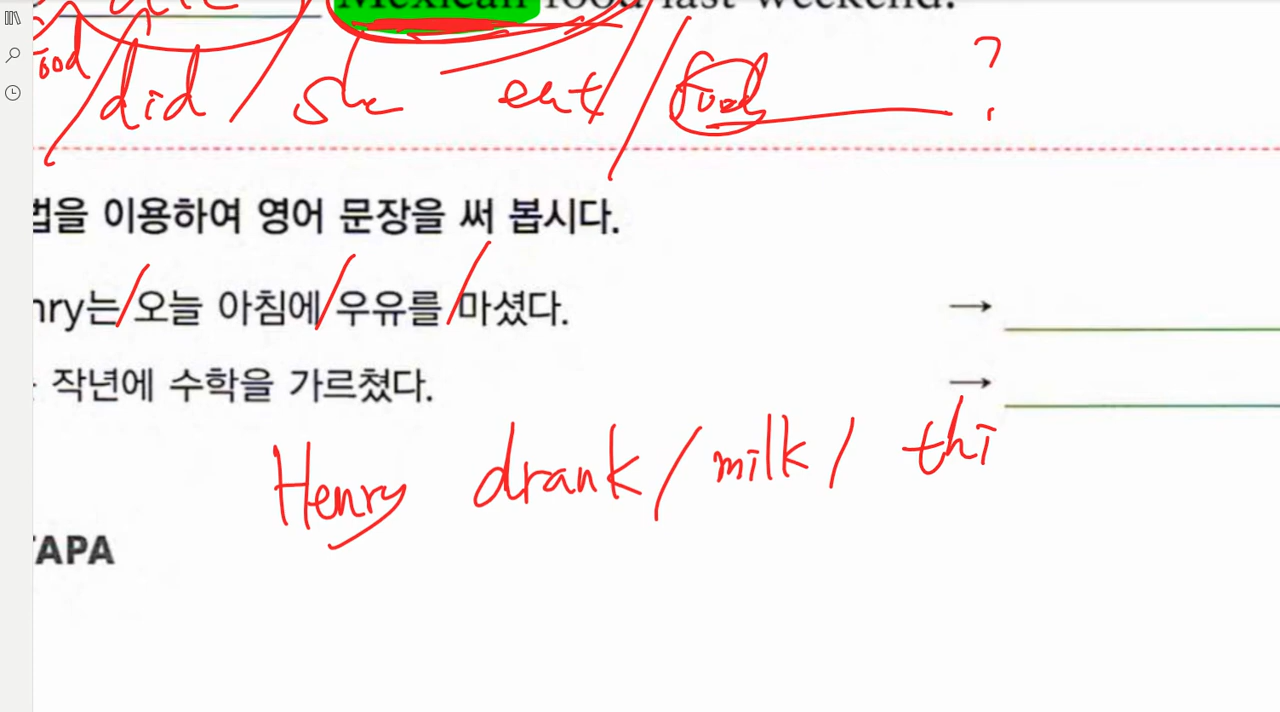 Mexican food last weekend.
food did she eat food ?
법을 이용하여 영어 문장을 써 봅시다.
nry는 오늘 아침에 우유를 마셨다. →
작년에 수학을 가르쳤다. →
Henry drank milk thi
TAPA